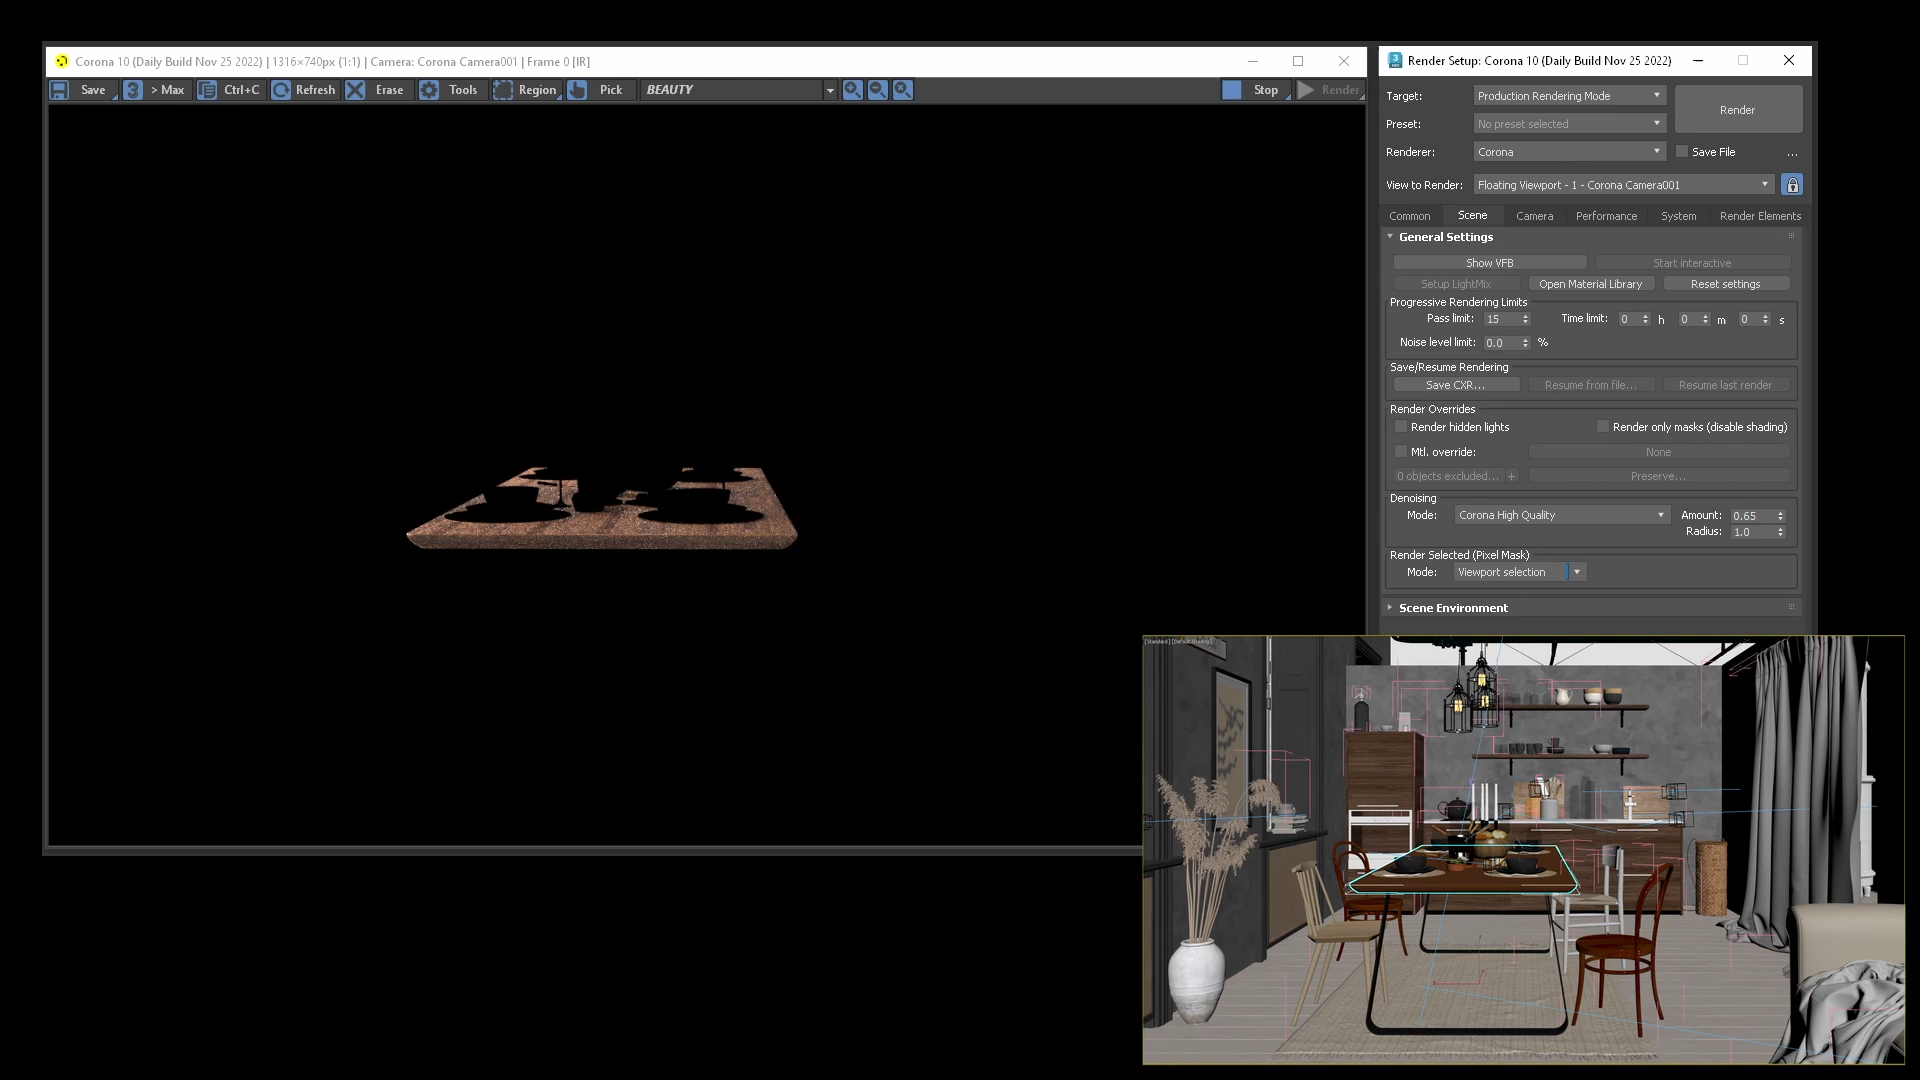 Corona 10 (Daily Build Nov 25 2022) | 1316×740px (1:1) | Camera: Corona Camera001 | Frame 0 [IR]
Save 3 > Max Ctrl+C Refresh Erase Tools Region Pick BEAUTY Stop Render
Render Setup: Corona 10 (Daily Build Nov 25 2022)
Target: Production Rendering Mode Render
Preset: No preset selected
Renderer: Corona Save File ...
View to Render: Floating Viewport - 1 - Corona Camera001
Common Scene Camera Performance System Render Elements
General Settings
Show VFB Start interactive
Setup LightMix Open Material Library Reset settings
Progressive Rendering Limits
Pass limit: 15 Time limit: 0 h 0 m 0 s
Noise level limit: 0.0 %
Save/Resume Rendering
Save CXR... Resume from file... Resume last render
Render Overrides
Render hidden lights Render only masks (disable shading)
Mtl. override: None
0 objects excluded... + Preserve...
Denoising
Mode: Corona High Quality Amount: 0.65
Radius: 1.0
Render Selected (Pixel Mask)
Mode: Viewport selection
Scene Environment
[Standard] [Default Shading]